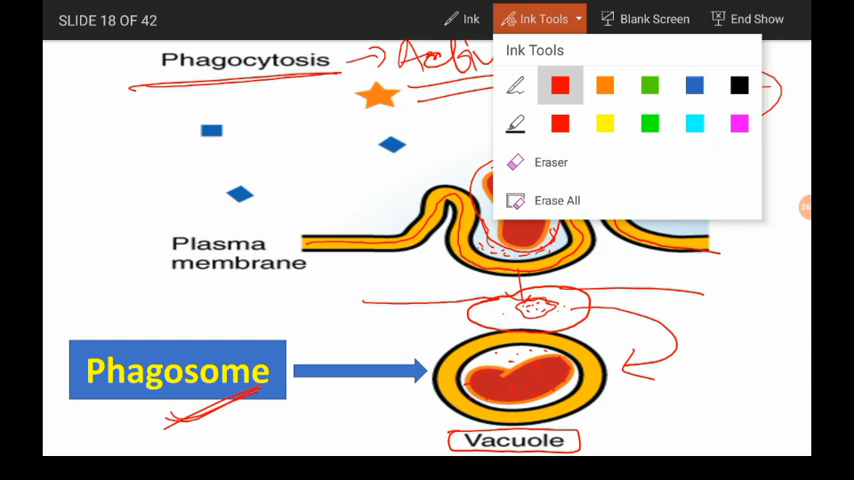 SLIDE 18 OF 42
Ink
Ink Tools
Blank Screen
End Show
Ink Tools
Eraser
Erase All
Phagocytosis
Plasma
membrane
Phagosome
Vacuole